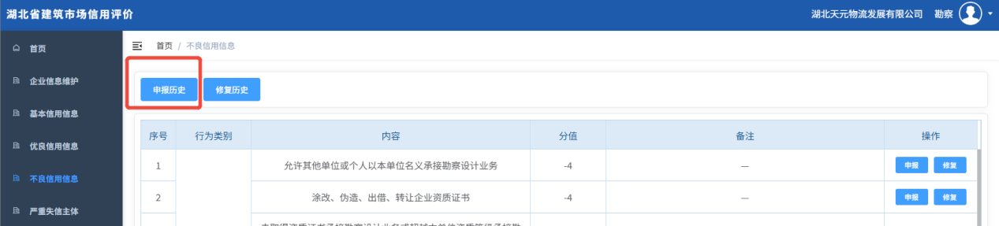 湖北省建筑市场信用评价
湖北天元物流发展有限公司 勘察
首页
首页 / 不良信用信息
企业信息维护
基本信用信息
优良信用信息
不良信用信息
严重失信主体
申报历史 修复历史
序号 行为类别 内容 分值 备注 操作
1 允许其他单位或个人以本单位名义承接勘察设计业务 -4 — 申报 修复
2 涂改、伪造、出借、转让企业资质证书 -4 — 申报 修复